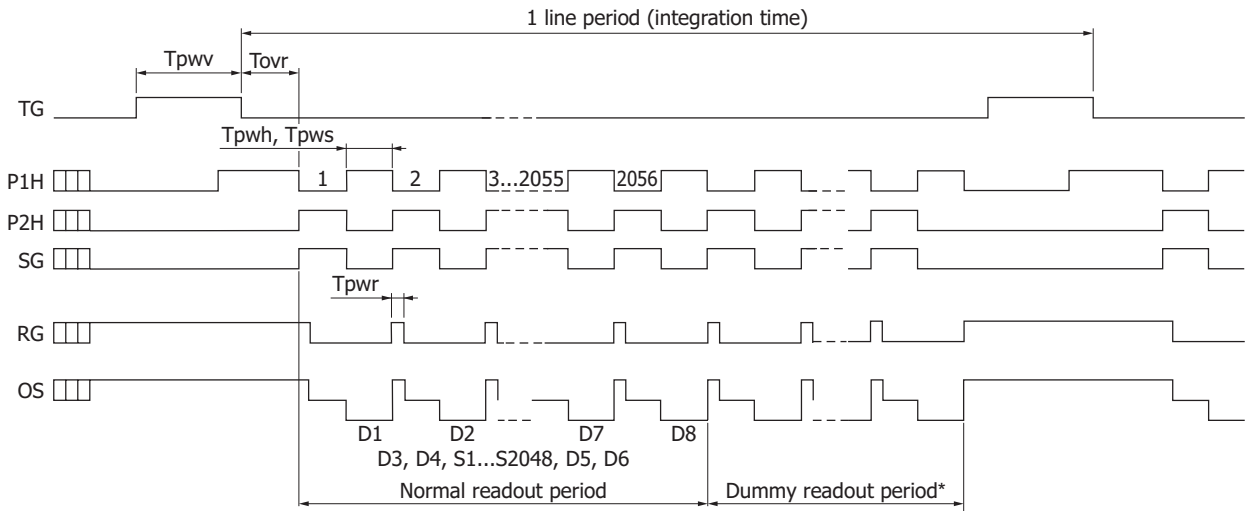 1 line period (integration time)
Tpwv
Tovr
TG
Tpwh, Tpws
P1H
1
2
3...2055
2056
P2H
SG
Tpwr
RG
OS
D1
D2
D7
D8
D3, D4, S1...S2048, D5, D6
Normal readout period
Dummy readout period*